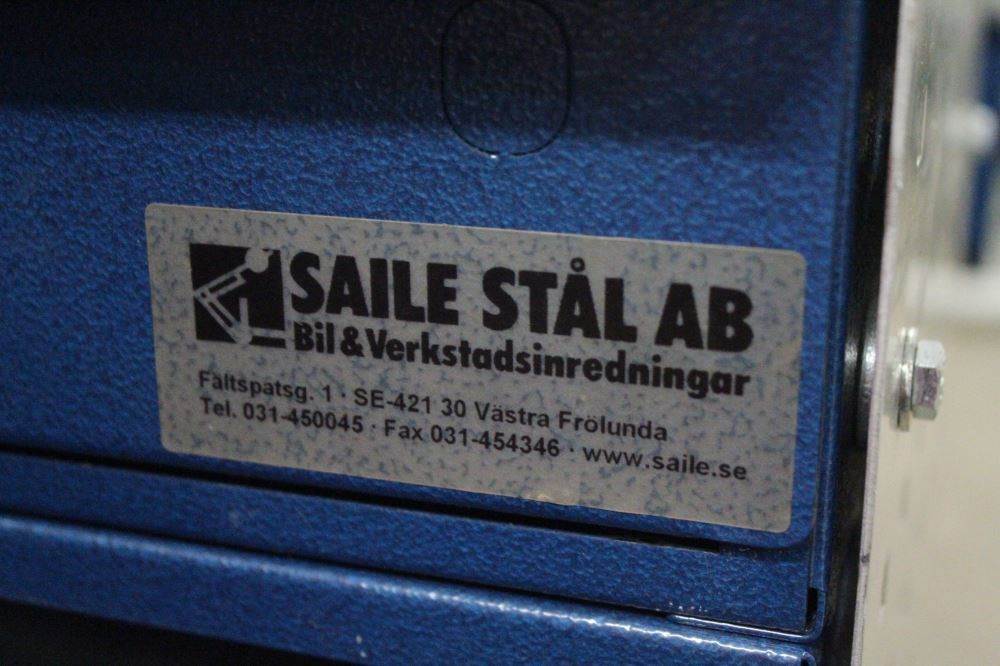 SAILE STÅL AB
Bil & Verkstadsinredningar
Fältspatsg. 1 · SE-421 30 Västra Frölunda
Tel. 031-450045 · Fax 031-454346 · www.saile.se